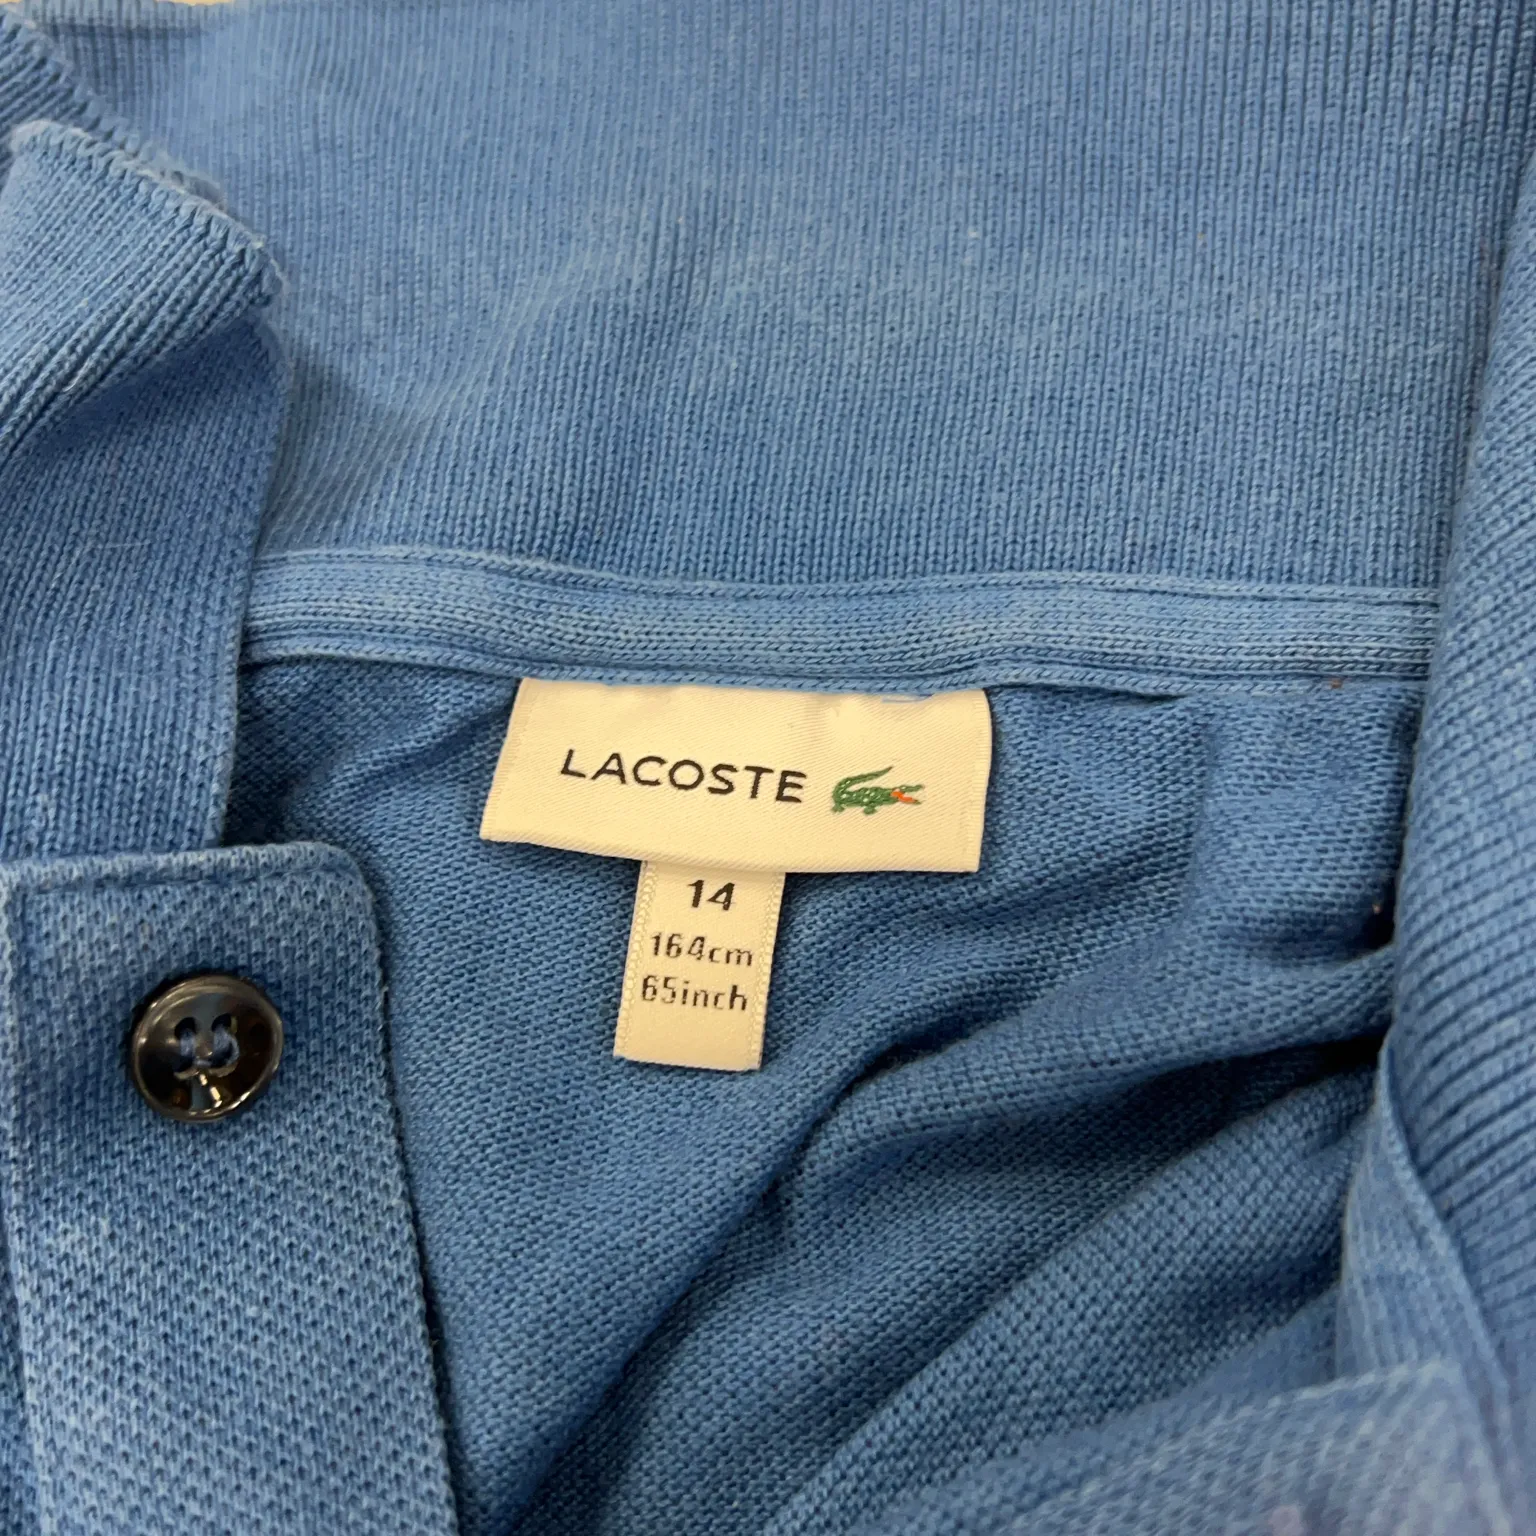 LACOSTE
14
164cm
65inch